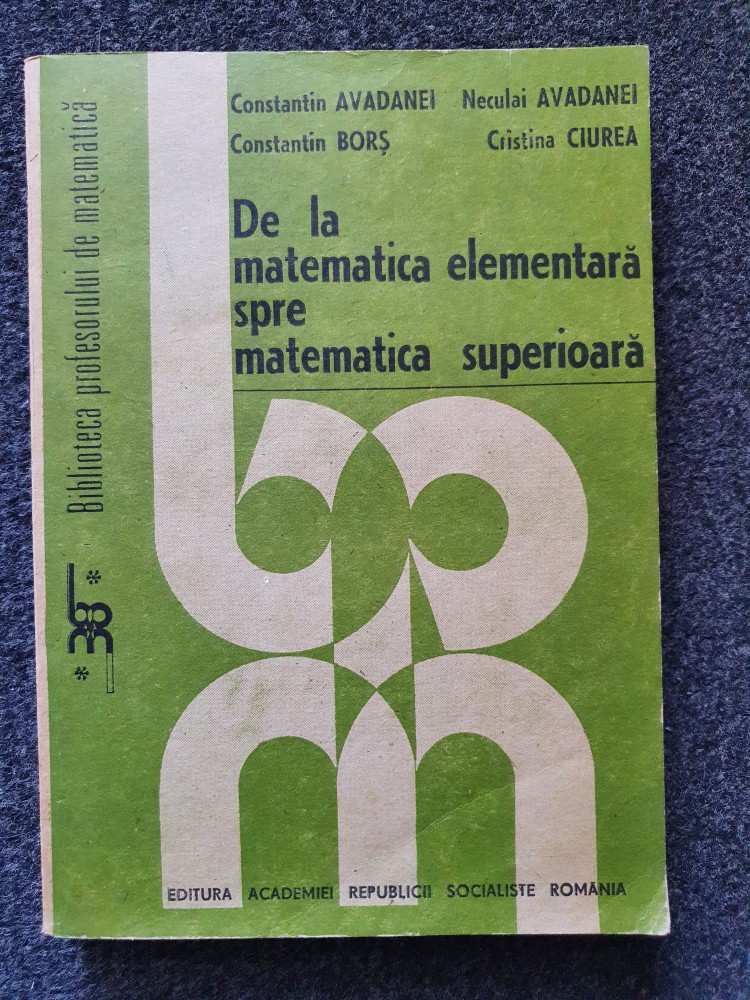 Constantin AVADANEI Neculai AVADANEI
Constantin BORȘ Cristina CIUREA
De la
matematica elementară
spre
matematica superioară
EDITURA ACADEMIEI REPUBLICII SOCIALISTE ROMÂNIA
Biblioteca profesorului de matematică